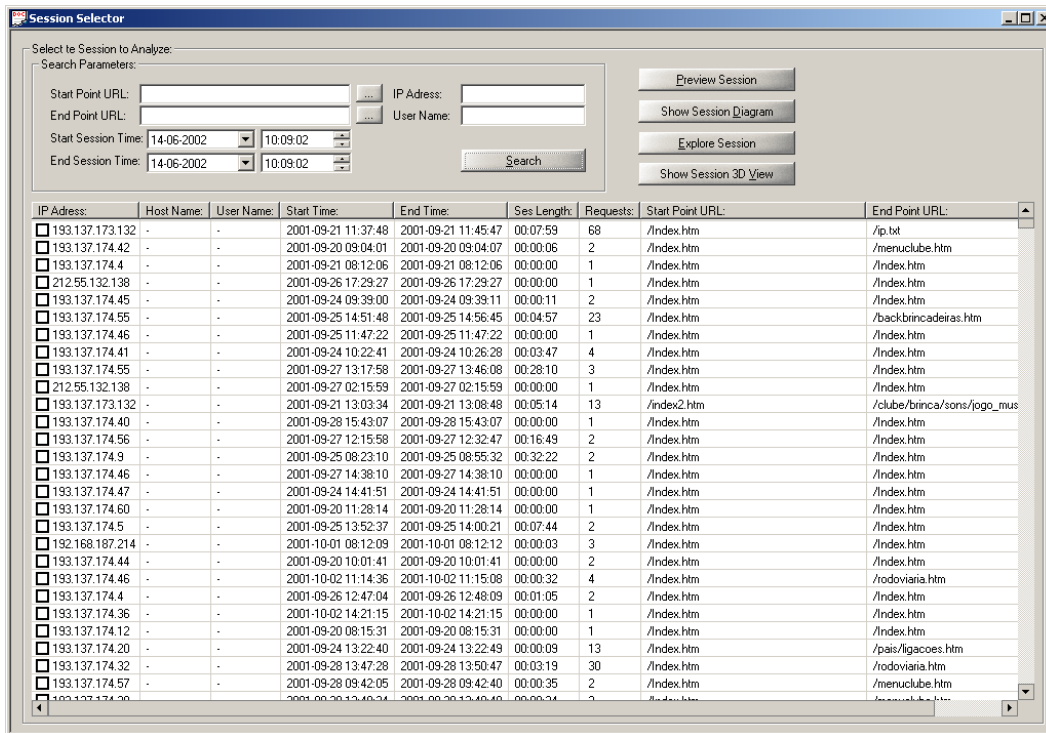 Session Selector
Select te Session to Analyze:
Search Parameters:
Start Point URL: ... IP Adress:
End Point URL: ... User Name:
Start Session Time: 14-06-2002 10:09:02
End Session Time: 14-06-2002 10:09:02
Search
Preview Session
Show Session Diagram
Explore Session
Show Session 3D View
IP Adress: Host Name: User Name: Start Time: End Time: Ses Length: Requests: Start Point URL: End Point URL:
193.137.173.132 - - 2001-09-21 11:37:48 2001-09-21 11:45:47 00:07:59 68 /Index.htm /ip.txt
193.137.174.42 - - 2001-09-20 09:04:01 2001-09-20 09:04:07 00:00:06 2 /Index.htm /menuclube.htm
193.137.174.4 - - 2001-09-21 08:12:06 2001-09-21 08:12:06 00:00:00 1 /Index.htm /Index.htm
212.55.132.138 - - 2001-09-26 17:29:27 2001-09-26 17:29:27 00:00:00 1 /Index.htm /Index.htm
193.137.174.45 - - 2001-09-24 09:39:00 2001-09-24 09:39:11 00:00:11 2 /Index.htm /Index.htm
193.137.174.55 - - 2001-09-25 14:51:48 2001-09-25 14:56:45 00:04:57 23 /Index.htm /backbrincadeiras.htm
193.137.174.46 - - 2001-09-25 11:47:22 2001-09-25 11:47:22 00:00:00 1 /Index.htm /Index.htm
193.137.174.41 - - 2001-09-24 10:22:41 2001-09-24 10:26:28 00:03:47 4 /Index.htm /Index.htm
193.137.174.55 - - 2001-09-27 13:17:58 2001-09-27 13:46:08 00:28:10 3 /Index.htm /Index.htm
212.55.132.138 - - 2001-09-27 02:15:59 2001-09-27 02:15:59 00:00:00 1 /Index.htm /Index.htm
193.137.173.132 - - 2001-09-21 13:03:34 2001-09-21 13:08:48 00:05:14 13 /index2.htm /clube/brinca/sons/jogo_mus
193.137.174.40 - - 2001-09-28 15:43:07 2001-09-28 15:43:07 00:00:00 1 /Index.htm /Index.htm
193.137.174.56 - - 2001-09-27 12:15:58 2001-09-27 12:32:47 00:16:49 2 /Index.htm /Index.htm
193.137.174.9 - - 2001-09-25 08:23:10 2001-09-25 08:55:32 00:32:22 2 /Index.htm /Index.htm
193.137.174.46 - - 2001-09-27 14:38:10 2001-09-27 14:38:10 00:00:00 1 /Index.htm /Index.htm
193.137.174.47 - - 2001-09-24 14:41:51 2001-09-24 14:41:51 00:00:00 1 /Index.htm /Index.htm
193.137.174.60 - - 2001-09-20 11:28:14 2001-09-20 11:28:14 00:00:00 1 /Index.htm /Index.htm
193.137.174.5 - - 2001-09-25 13:52:37 2001-09-25 14:00:21 00:07:44 2 /Index.htm /Index.htm
192.168.187.214 - - 2001-10-01 08:12:09 2001-10-01 08:12:12 00:00:03 3 /Index.htm /Index.htm
193.137.174.44 - - 2001-09-20 10:01:41 2001-09-20 10:01:41 00:00:00 2 /Index.htm /Index.htm
193.137.174.46 - - 2001-10-02 11:14:36 2001-10-02 11:15:08 00:00:32 4 /Index.htm /rodoviaria.htm
193.137.174.4 - - 2001-09-26 12:47:04 2001-09-26 12:48:09 00:01:05 2 /Index.htm /Index.htm
193.137.174.36 - - 2001-10-02 14:21:15 2001-10-02 14:21:15 00:00:00 1 /Index.htm /Index.htm
193.137.174.12 - - 2001-09-20 08:15:31 2001-09-20 08:15:31 00:00:00 1 /Index.htm /Index.htm
193.137.174.20 - - 2001-09-24 13:22:40 2001-09-24 13:22:49 00:00:09 13 /Index.htm /pais/ligacoes.htm
193.137.174.32 - - 2001-09-28 13:47:28 2001-09-28 13:50:47 00:03:19 30 /Index.htm /rodoviaria.htm
193.137.174.57 - - 2001-09-28 09:42:05 2001-09-28 09:42:40 00:00:35 2 /Index.htm /menuclube.htm